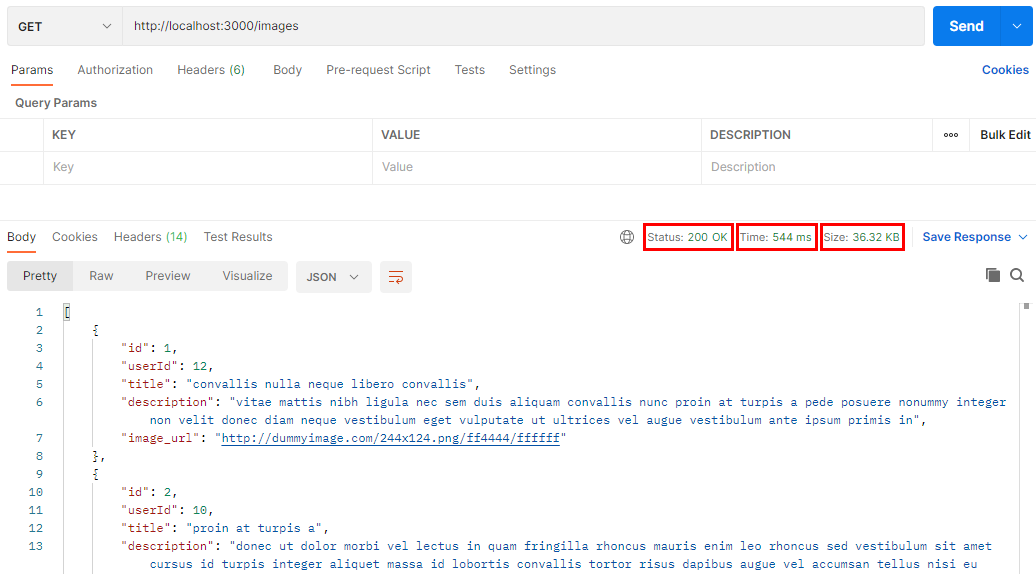 GET http://localhost:3000/images Send
Params Authorization Headers (6) Body Pre-request Script Tests Settings Cookies
Query Params
KEY VALUE DESCRIPTION ooo Bulk Edit
Key Value Description
Body Cookies Headers (14) Test Results Status: 200 OK Time: 544 ms Size: 36.32 KB Save Response
Pretty Raw Preview Visualize JSON
1 [
2 {
3 "id": 1,
4 "userId": 12,
5 "title": "convallis nulla neque libero convallis",
6 "description": "vitae mattis nibh ligula nec sem duis aliquam convallis nunc proin at turpis a pede posuere nonummy integer
non velit donec diam neque vestibulum eget vulputate ut ultrices vel augue vestibulum ante ipsum primis in",
7 "image_url": "http://dummyimage.com/244x124.png/ff4444/ffffff"
8 },
9 {
10 "id": 2,
11 "userId": 10,
12 "title": "proin at turpis a",
13 "description": "donec ut dolor morbi vel lectus in quam fringilla rhoncus mauris enim leo rhoncus sed vestibulum sit amet
cursus id turpis integer aliquet massa id lobortis convallis tortor risus dapibus augue vel accumsan tellus nisi eu